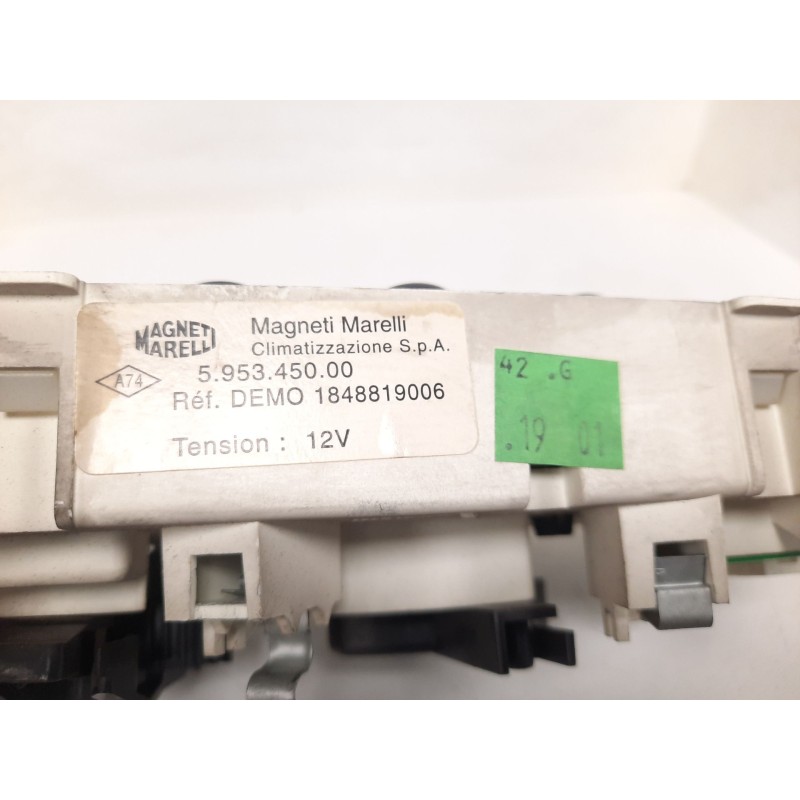 MAGNETI
MARELLI
Magneti Marelli
Climatizzazione S.p.A.
A74
5.953.450.00
Réf. DEMO 1848819006
Tension : 12V
42 .G
.19 01